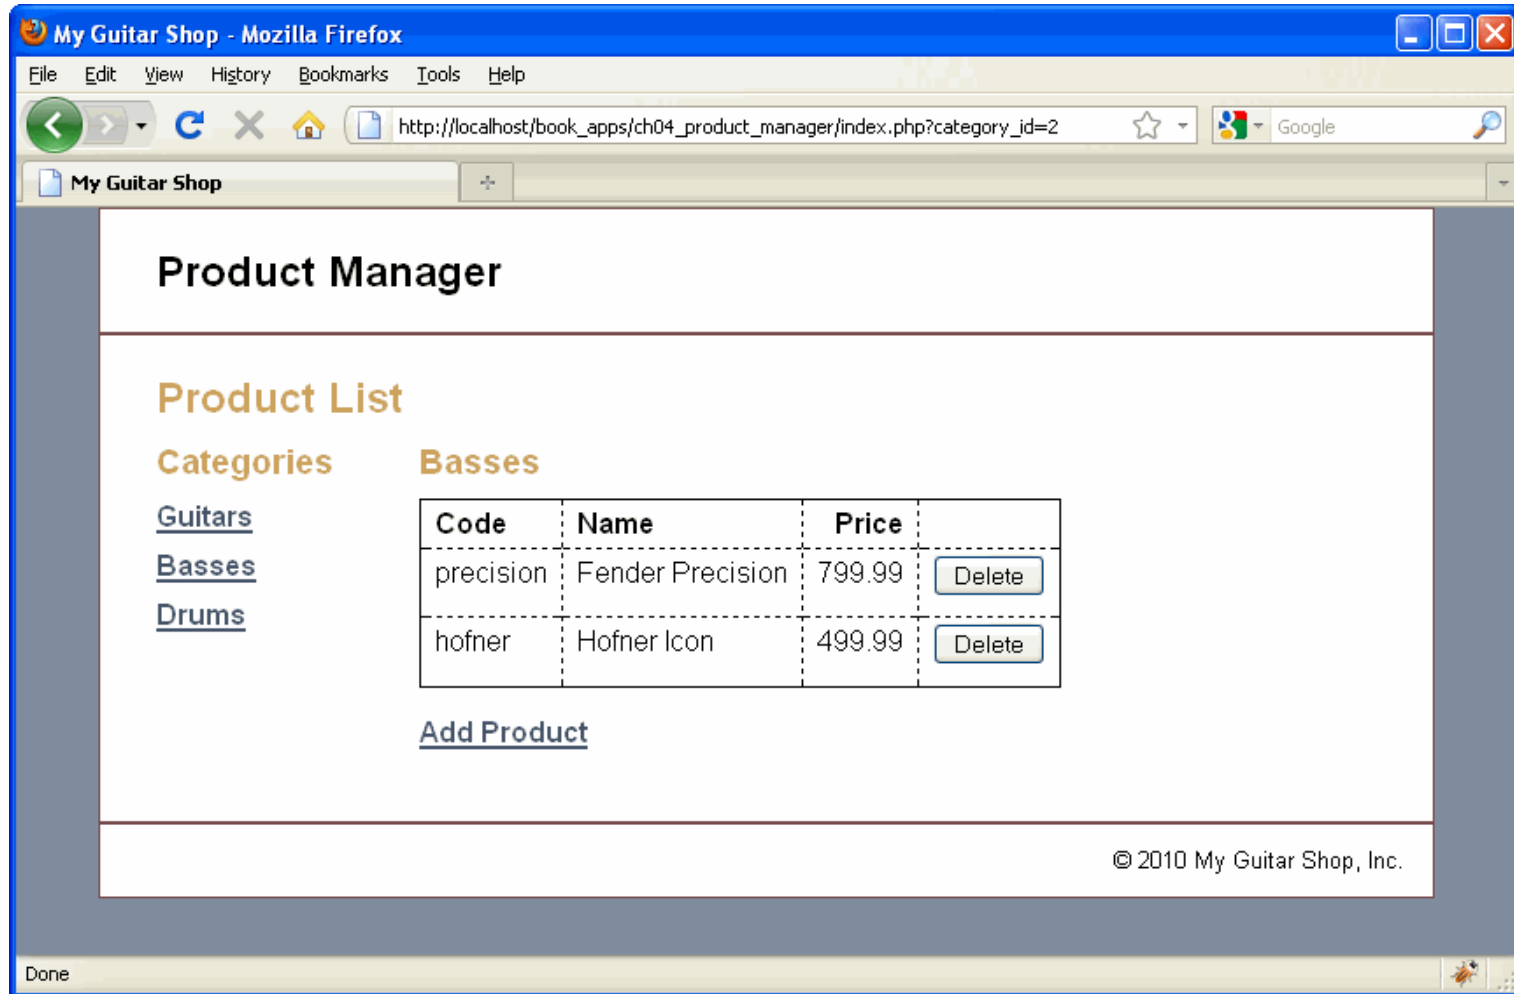 My Guitar Shop - Mozilla Firefox
File Edit View History Bookmarks Tools Help
http://localhost/book_apps/ch04_product_manager/index.php?category_id=2 Google
My Guitar Shop
Product Manager
Product List
Categories Basses
Guitars
Basses
Drums
Code Name Price
precision Fender Precision 799.99 Delete
hofner Hofner Icon 499.99 Delete
Add Product
© 2010 My Guitar Shop, Inc.
Done